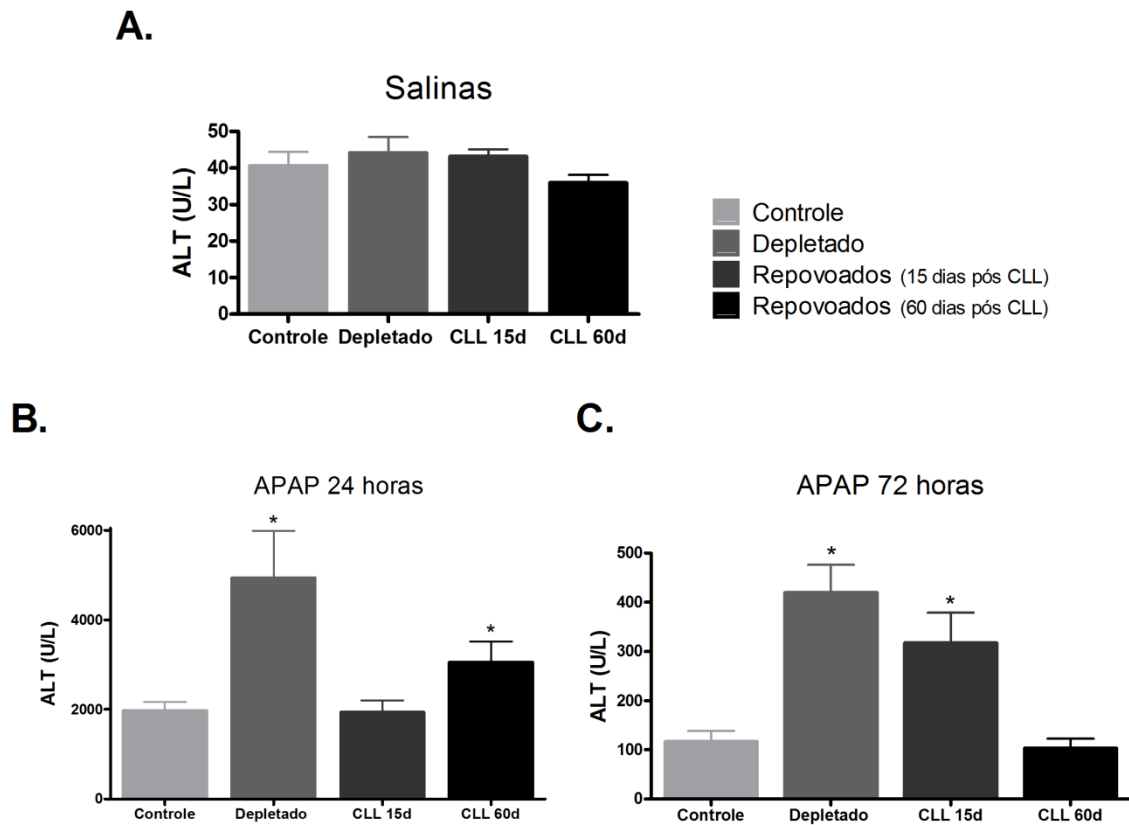 A.
Salinas
ALT (U/L)
50
40
30
20
10
0
Controle Depletado CLL 15d CLL 60d
Controle
Depletado
Repovoados (15 dias pós CLL)
Repovoados (60 dias pós CLL)
B.
APAP 24 horas
ALT (U/L)
6000
4000
2000
0
* *
Controle Depletado CLL 15d CLL 60d
C.
APAP 72 horas
ALT (U/L)
500
400
300
200
100
0
* *
Controle Depletado CLL 15d CLL 60d